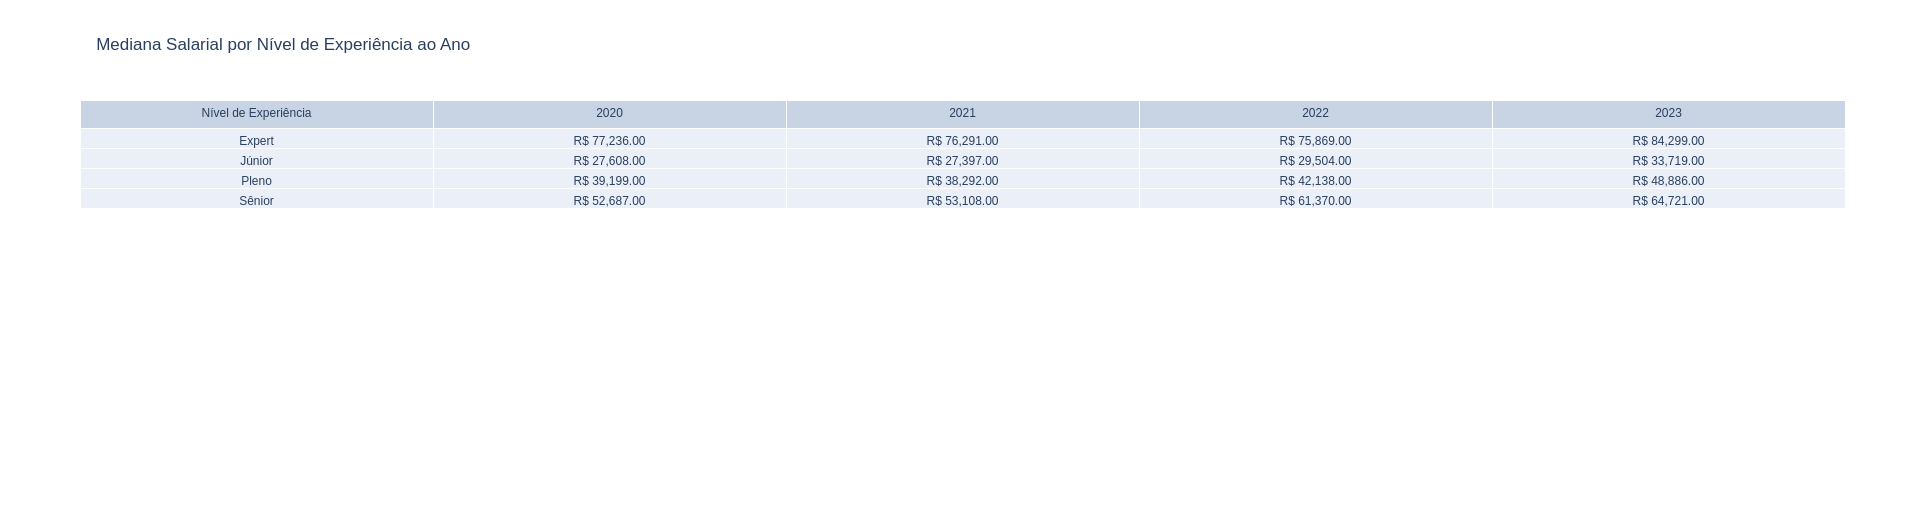 Mediana Salarial por Nível de Experiência ao Ano
Nível de Experiência 2020 2021 2022 2023
Expert R$ 77,236.00 R$ 76,291.00 R$ 75,869.00 R$ 84,299.00
Júnior R$ 27,608.00 R$ 27,397.00 R$ 29,504.00 R$ 33,719.00
Pleno R$ 39,199.00 R$ 38,292.00 R$ 42,138.00 R$ 48,886.00
Sênior R$ 52,687.00 R$ 53,108.00 R$ 61,370.00 R$ 64,721.00